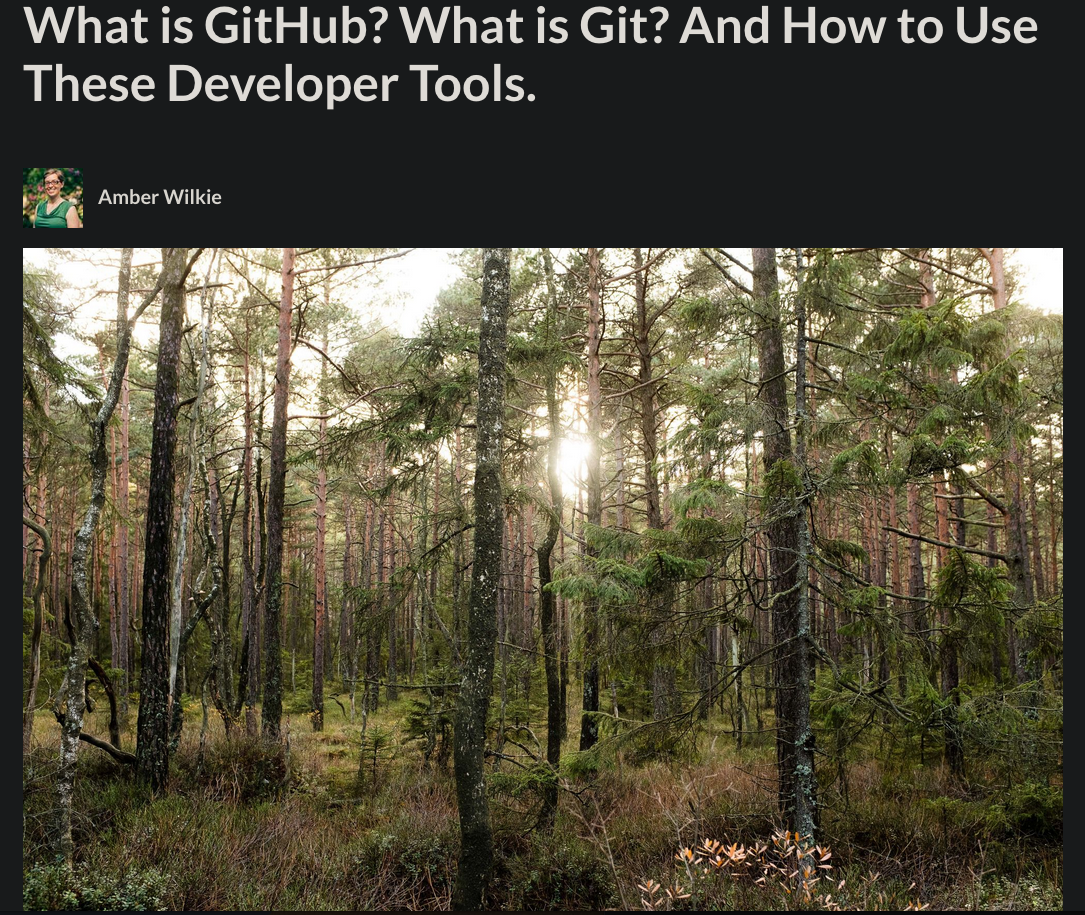 What is GitHub? What is Git? And How to Use
These Developer Tools.
Amber Wilkie